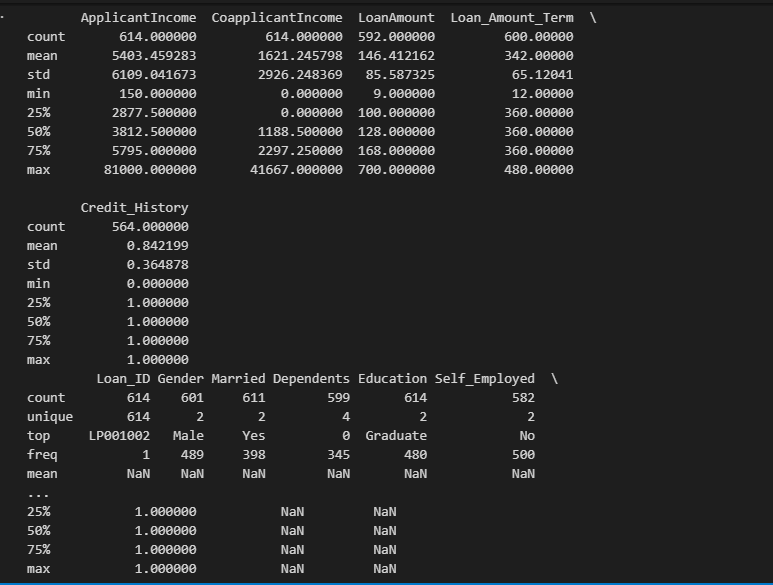 ApplicantIncome CoapplicantIncome LoanAmount Loan_Amount_Term \
count 614.000000 614.000000 592.000000 600.00000
mean 5403.459283 1621.245798 146.412162 342.00000
std 6109.041673 2926.248369 85.587325 65.12041
min 150.000000 0.000000 9.000000 12.00000
25% 2877.500000 0.000000 100.000000 360.00000
50% 3812.500000 1188.500000 128.000000 360.00000
75% 5795.000000 2297.250000 168.000000 360.00000
max 81000.000000 41667.000000 700.000000 480.00000
Credit_History
count 564.000000
mean 0.842199
std 0.364878
min 0.000000
25% 1.000000
50% 1.000000
75% 1.000000
max 1.000000
Loan_ID Gender Married Dependents Education Self_Employed \
count 614 601 611 599 614 582
unique 614 2 2 4 2 2
top LP001002 Male Yes 0 Graduate No
freq 1 489 398 345 480 500
mean NaN NaN NaN NaN NaN NaN
...
25% 1.000000 NaN NaN
50% 1.000000 NaN NaN
75% 1.000000 NaN NaN
max 1.000000 NaN NaN